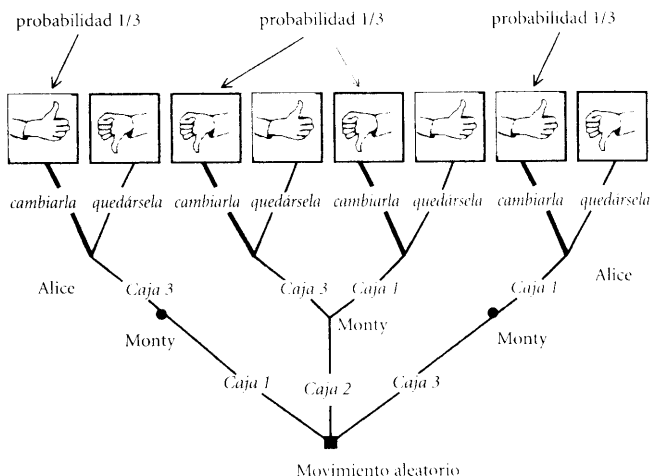 probabilidad 1/3 probabilidad 1/3 probabilidad 1/3
cambiarla quedársela cambiarla quedársela cambiarla quedársela cambiarla quedársela
Alice Caja 3 Caja 3 Caja 1 Caja 1 Alice
Monty Monty Monty
Caja 1 Caja 2 Caja 3
Movimiento aleatorio